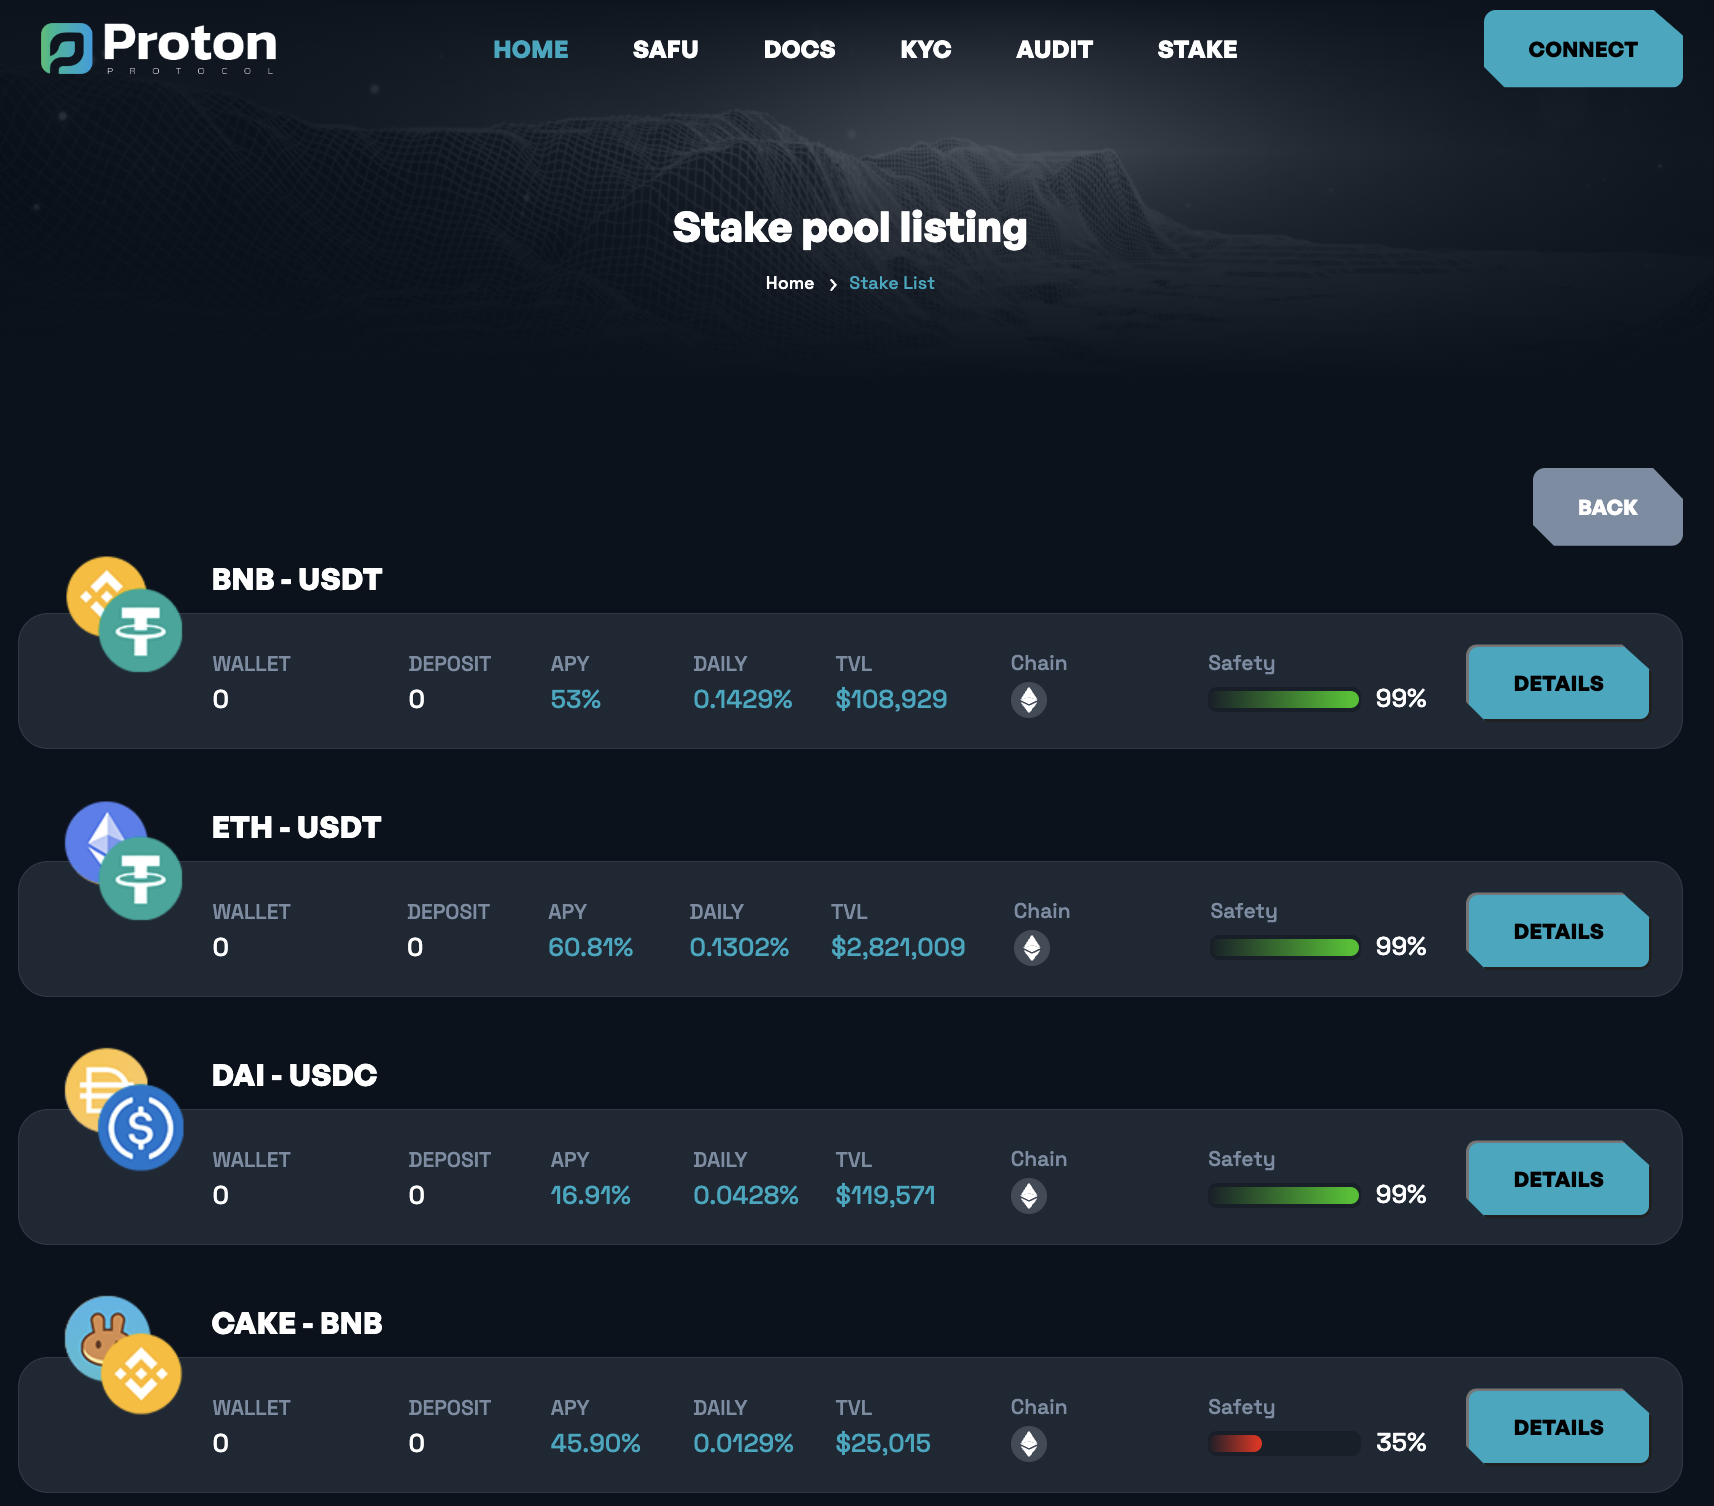 Proton
PROTOCOL
HOME SAFU DOCS KYC AUDIT STAKE
CONNECT
Stake pool listing
Home > Stake List
BACK
BNB - USDT
WALLET DEPOSIT APY DAILY TVL Chain Safety
0 0 53% 0.1429% $108,929 99%
DETAILS
ETH - USDT
WALLET DEPOSIT APY DAILY TVL Chain Safety
0 0 60.81% 0.1302% $2,821,009 99%
DETAILS
DAI - USDC
WALLET DEPOSIT APY DAILY TVL Chain Safety
0 0 16.91% 0.0428% $119,571 99%
DETAILS
CAKE - BNB
WALLET DEPOSIT APY DAILY TVL Chain Safety
0 0 45.90% 0.0129% $25,015 35%
DETAILS